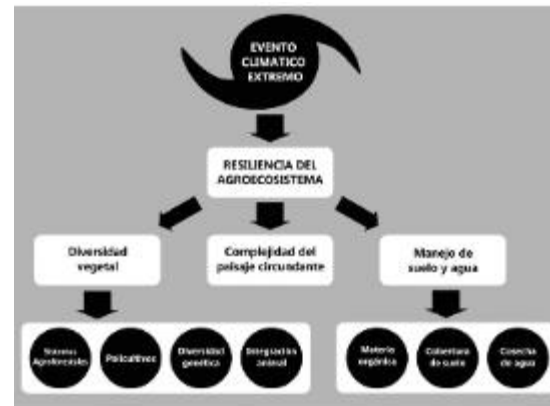 EVENTO
CLIMATICO
EXTREMO
RESILIENCIA DEL
AGROECOSISTEMA
Diversidad
vegetal
Complejidad del
paisaje circundante
Manejo de
suelo y agua
Sistemas
Agroforestales
Policultivos
Diversidad
genética
Integración
animal
Materia
orgánica
Cobertura
de suelo
Cosecha
de agua